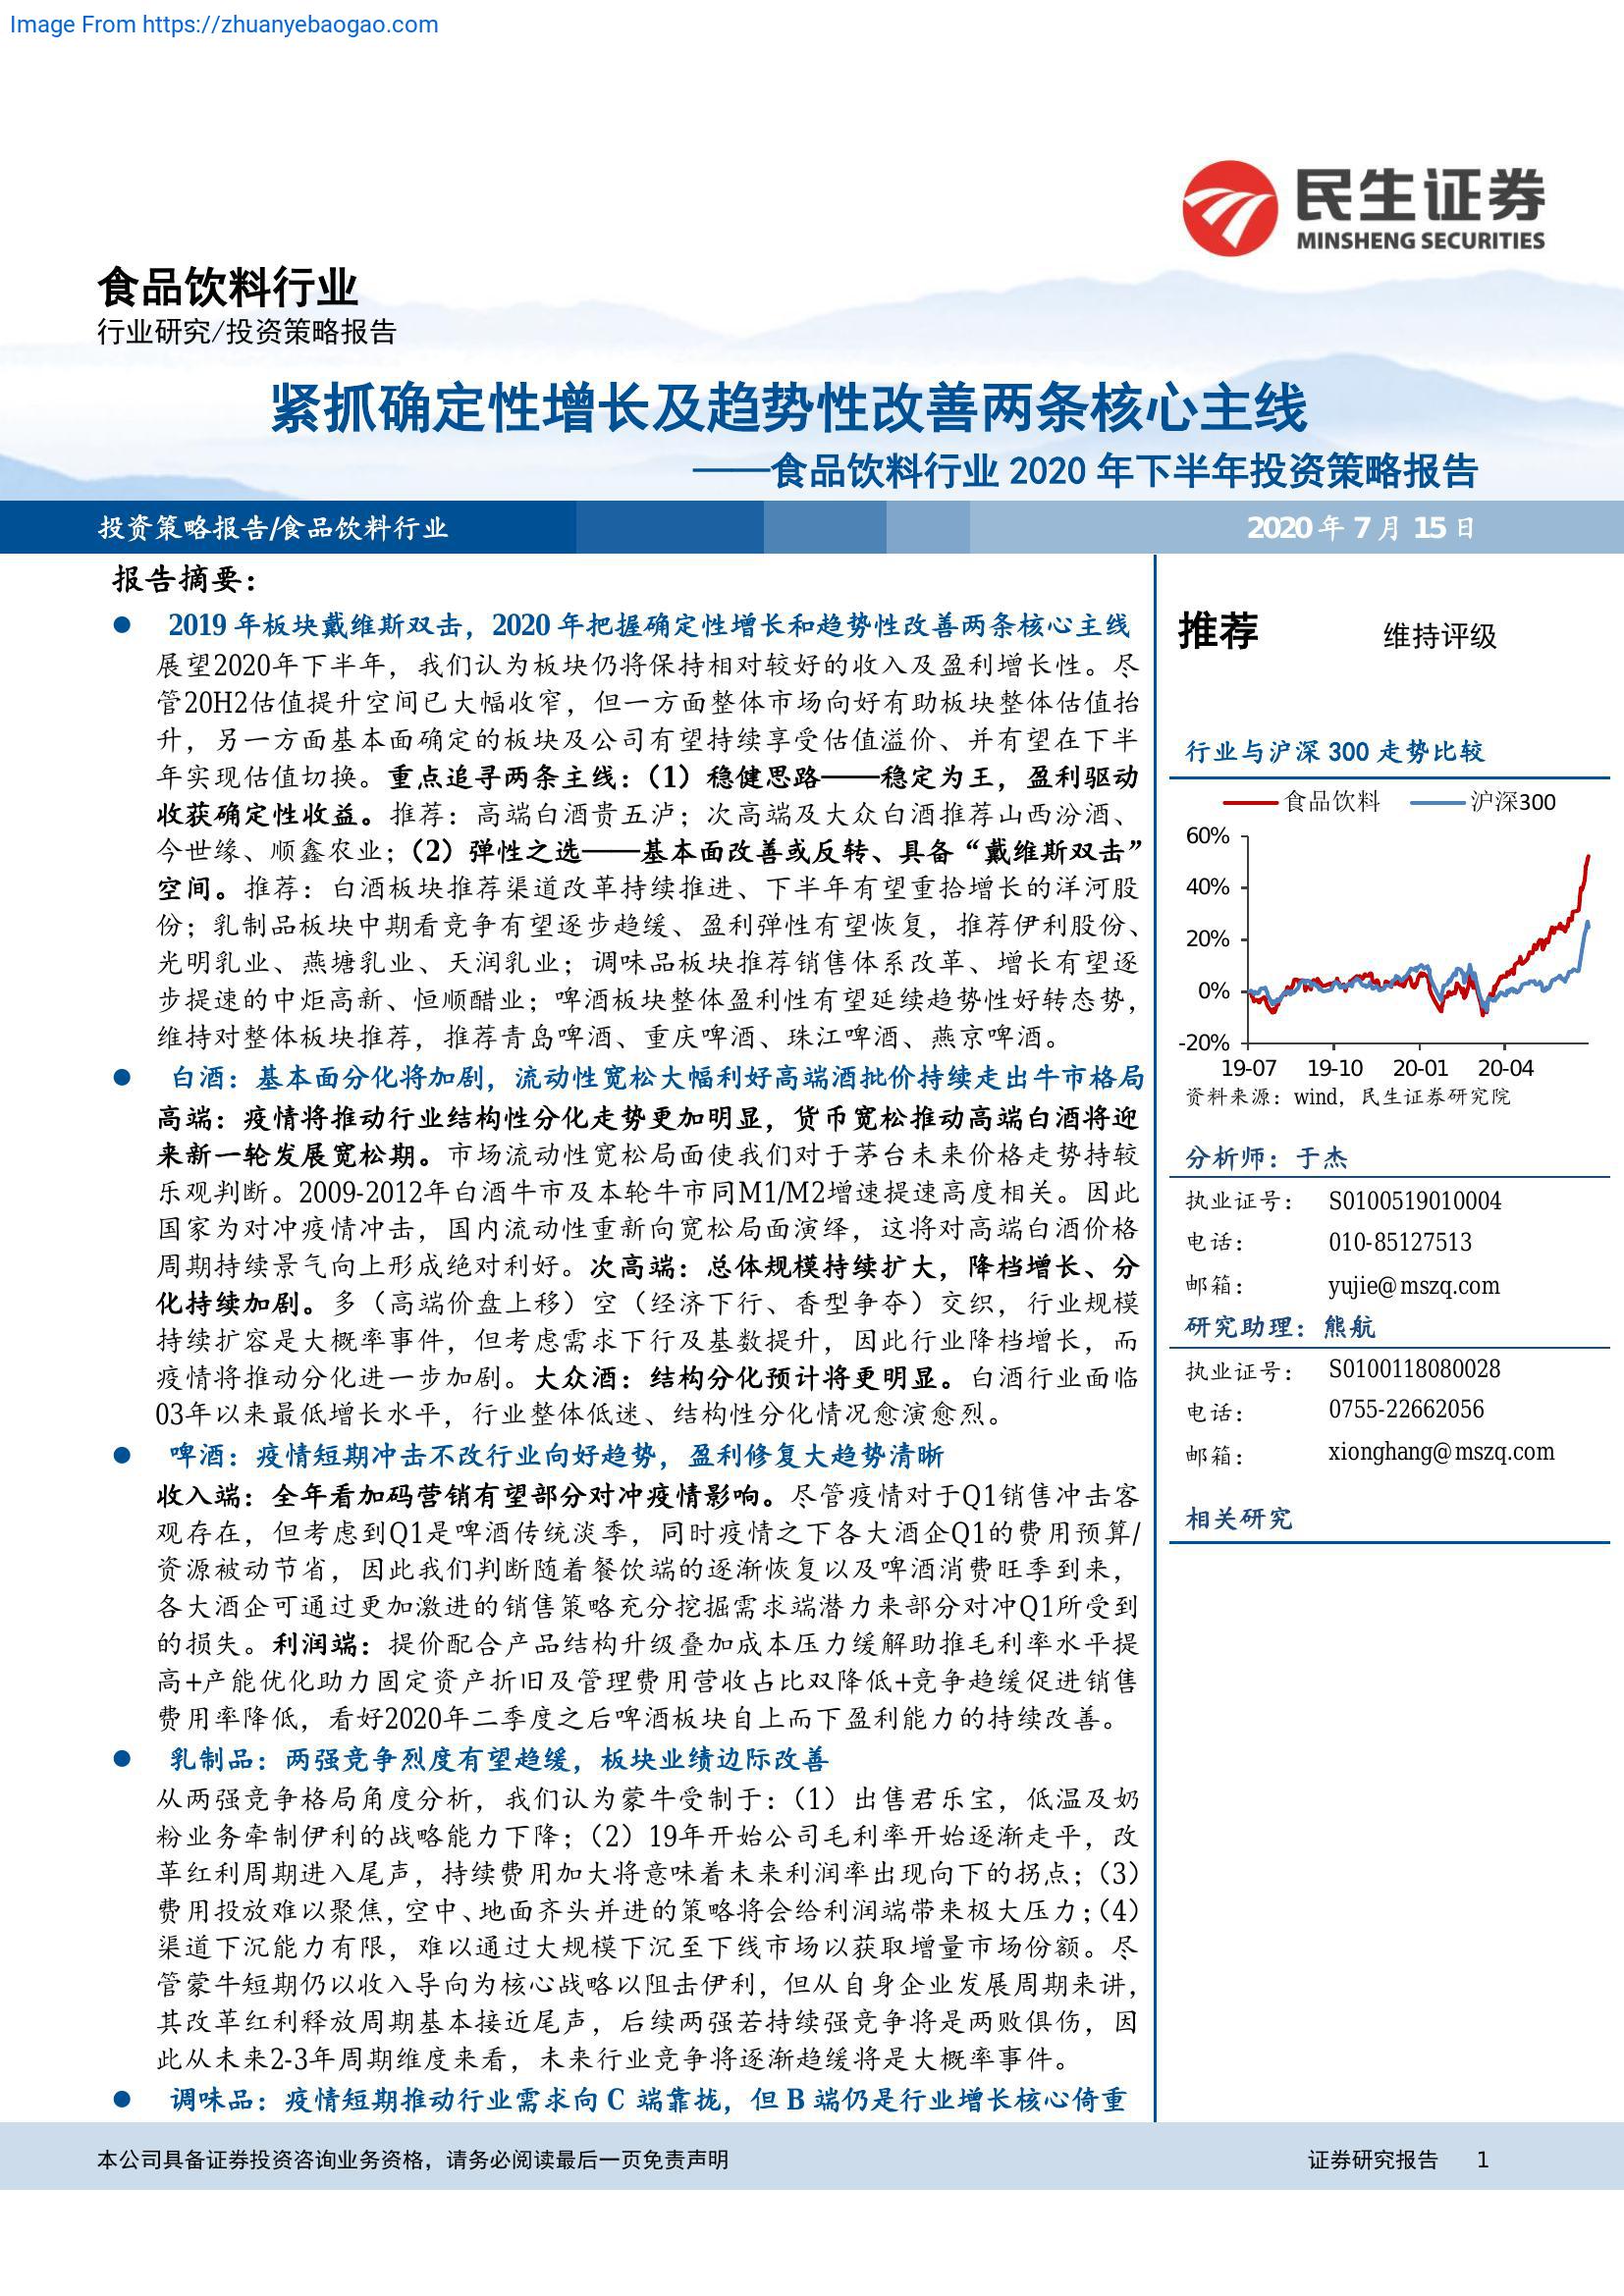 Image From https://zhuanyebaogao.com
民生证券
MINSHENG SECURITIES
食品饮料行业
行业研究/投资策略报告
紧抓确定性增长及趋势性改善两条核心主线
——食品饮料行业 2020 年下半年投资策略报告
投资策略报告/食品饮料行业
2020 年 7 月 15 日
报告摘要：
● 2019 年板块戴维斯双击，2020 年把握确定性增长和趋势性改善两条核心主线
展望2020年下半年，我们认为板块仍将保持相对较好的收入及盈利增长性。尽
管20H2估值提升空间已大幅收窄，但一方面整体市场向好有助板块整体估值抬
升，另一方面基本面确定的板块及公司有望持续享受估值溢价、并有望在下半
年实现估值切换。重点追寻两条主线：（1）稳健思路——稳定为王，盈利驱动
收获确定性收益。推荐：高端白酒贵五泸；次高端及大众白酒推荐山西汾酒、
今世缘、顺鑫农业；（2）弹性之选——基本面改善或反转、具备“戴维斯双击”
空间。推荐：白酒板块推荐渠道改革持续推进、下半年有望重拾增长的洋河股
份；乳制品板块中期看竞争有望逐步趋缓、盈利弹性有望恢复，推荐伊利股份、
光明乳业、燕塘乳业、天润乳业；调味品板块推荐销售体系改革、增长有望逐
步提速的中炬高新、恒顺醋业；啤酒板块整体盈利性有望延续趋势性好转态势，
维持对整体板块推荐，推荐青岛啤酒、重庆啤酒、珠江啤酒、燕京啤酒。
● 白酒：基本面分化将加剧，流动性宽松大幅利好高端酒批价持续走出牛市格局
高端：疫情将推动行业结构性分化走势更加明显，货币宽松推动高端白酒将迎
来新一轮发展宽松期。市场流动性宽松局面使我们对于茅台未来价格走势持较
乐观判断。2009-2012年白酒牛市及本轮牛市同M1/M2增速提速高度相关。因此
国家为对冲疫情冲击，国内流动性重新向宽松局面演绎，这将对高端白酒价格
周期持续景气向上形成绝对利好。次高端：总体规模持续扩大，降档增长、分
化持续加剧。多（高端价盘上移）空（经济下行、香型争夺）交织，行业规模
持续扩容是大概率事件，但考虑需求下行及基数提升，因此行业降档增长，而
疫情将推动分化进一步加剧。大众酒：结构分化预计将更明显。白酒行业面临
03年以来最低增长水平，行业整体低迷、结构性分化情况愈演愈烈。
● 啤酒：疫情短期冲击不改行业向好趋势，盈利修复大趋势清晰
收入端：全年看加码营销有望部分对冲疫情影响。尽管疫情对于Q1销售冲击客
观存在，但考虑到Q1是啤酒传统淡季，同时疫情之下各大酒企Q1的费用预算/
资源被动节省，因此我们判断随着餐饮端的逐渐恢复以及啤酒消费旺季到来，
各大酒企可通过更加激进的销售策略充分挖掘需求端潜力来部分对冲Q1所受到
的损失。利润端：提价配合产品结构升级叠加成本压力缓解助推毛利率水平提
高+产能优化助力固定资产折旧及管理费用营收占比双降低+竞争趋缓促进销售
费用率降低，看好2020年二季度之后啤酒板块自上而下盈利能力的持续改善。
● 乳制品：两强竞争烈度有望趋缓，板块业绩边际改善
从两强竞争格局角度分析，我们认为蒙牛受制于：（1）出售君乐宝，低温及奶
粉业务牵制伊利的战略能力下降；（2）19年开始公司毛利率开始逐渐走平，改
革红利周期进入尾声，持续费用加大将意味着未来利润率出现向下的拐点；（3）
费用投放难以聚焦，空中、地面齐头并进的策略将会给利润端带来极大压力；（4）
渠道下沉能力有限，难以通过大规模下沉至下线市场以获取增量市场份额。尽
管蒙牛短期仍以收入导向为核心战略以阻击伊利，但从自身企业发展周期来讲，
其改革红利释放周期基本接近尾声，后续两强若持续强竞争将是两败俱伤，因
此从未来2-3年周期维度来看，未来行业竞争将逐渐趋缓将是大概率事件。
● 调味品：疫情短期推动行业需求向 C 端靠拢，但 B 端仍是行业增长核心倚重
推荐 维持评级
行业与沪深 300 走势比较
食品饮料 沪深300
60%
40%
20%
0%
-20%
19-07 19-10 20-01 20-04
资料来源：wind，民生证券研究院
分析师：于杰
执业证号： S0100519010004
电话： 010-85127513
邮箱： yujie@mszq.com
研究助理：熊航
执业证号： S0100118080028
电话： 0755-22662056
邮箱： xionghang@mszq.com
相关研究
本公司具备证券投资咨询业务资格，请务必阅读最后一页免责声明
证券研究报告 1